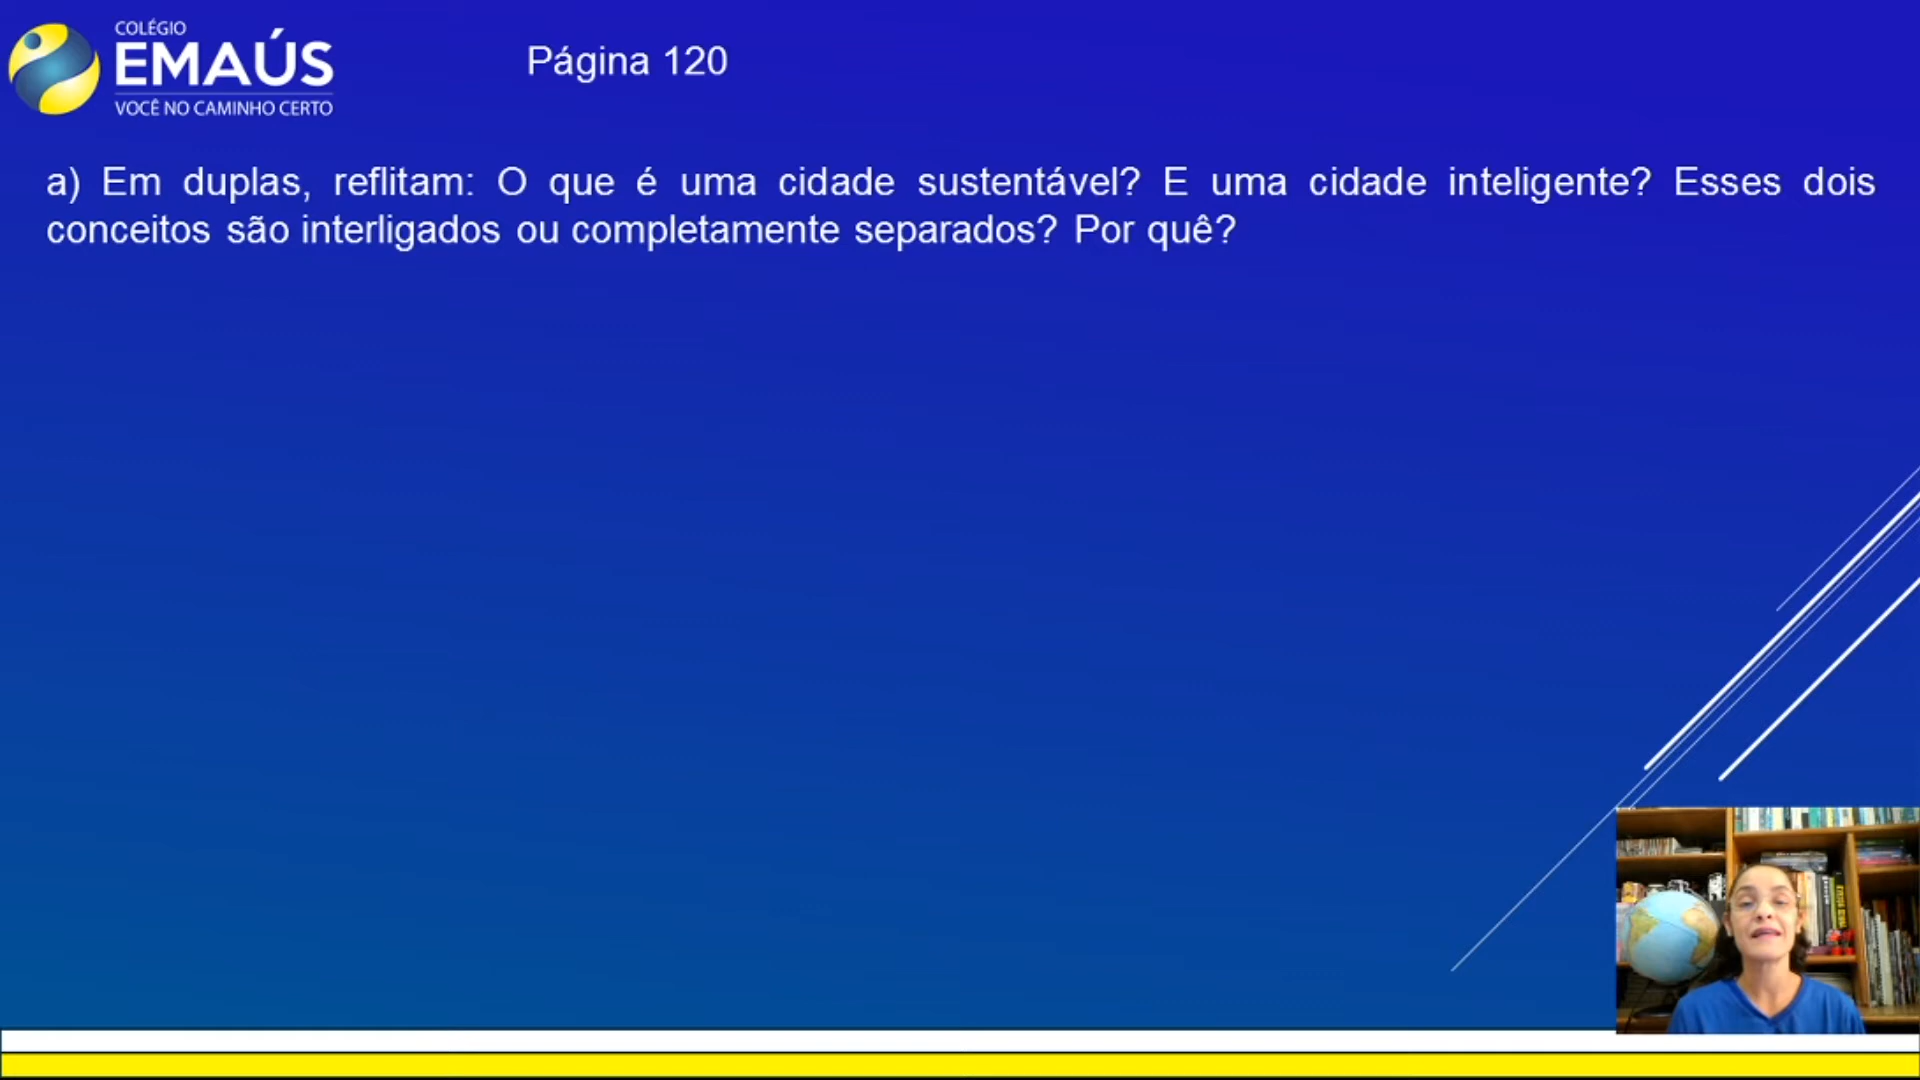 COLÉGIO
EMAÚS
VOCÊ NO CAMINHO CERTO
Página 120
a) Em duplas, reflitam: O que é uma cidade sustentável? E uma cidade inteligente? Esses dois
conceitos são interligados ou completamente separados? Por quê?